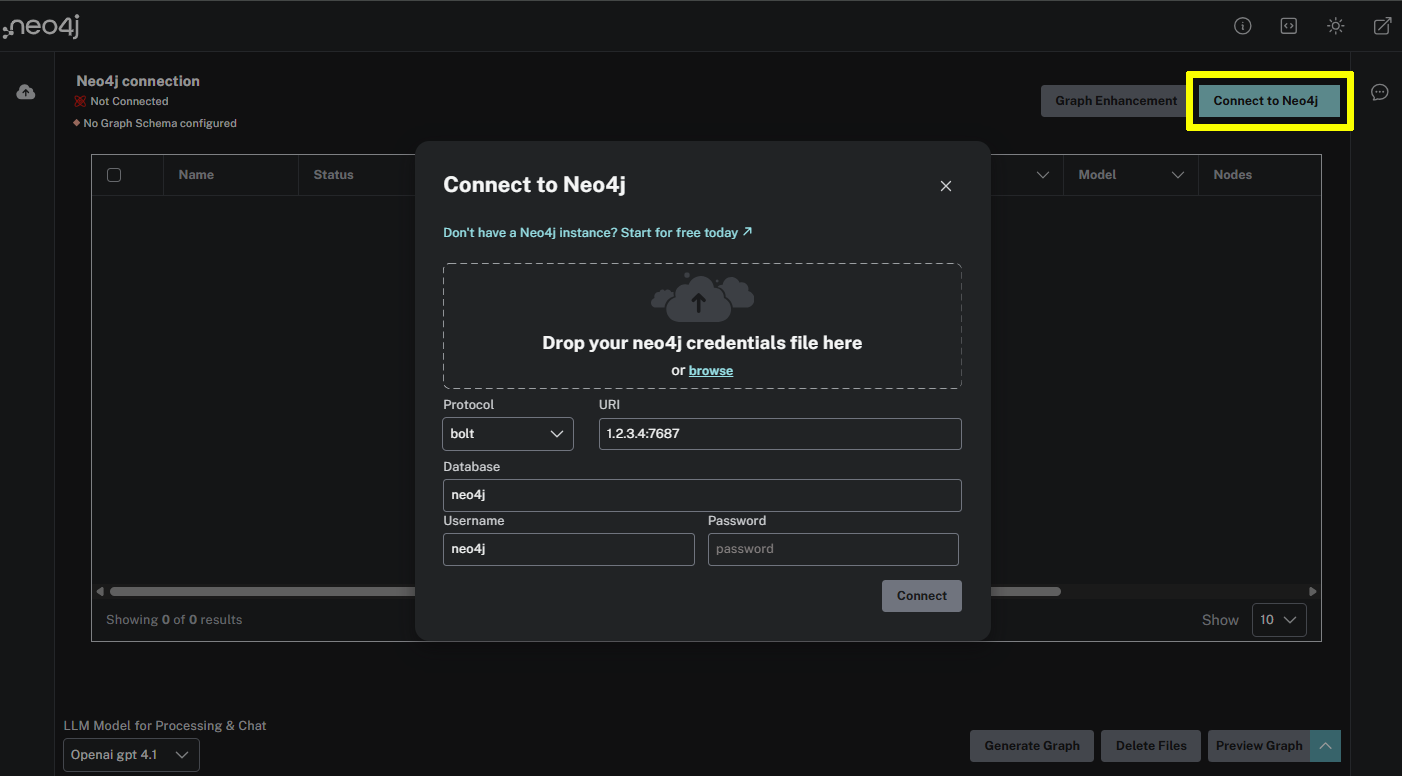 neo4j
Neo4j connection
Not Connected
No Graph Schema configured
Graph Enhancement
Connect to Neo4j
Name
Status
Model
Nodes
Connect to Neo4j
Don't have a Neo4j instance? Start for free today
Drop your neo4j credentials file here
or browse
Protocol
URI
bolt
1.2.3.4:7687
Database
neo4j
Username
Password
neo4j
password
Connect
Showing 0 of 0 results
Show
10
LLM Model for Processing & Chat
Openai gpt 4.1
Generate Graph
Delete Files
Preview Graph